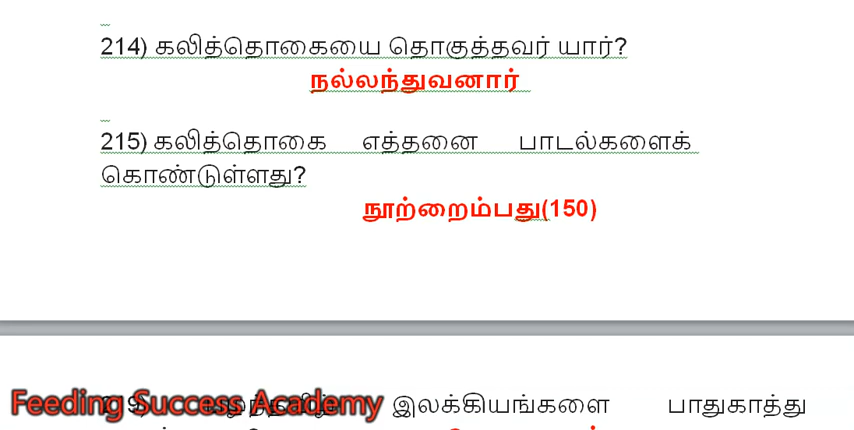 214) கலித்தொகையை தொகுத்தவர் யார்?
நல்லந்துவனார்
215) கலித்தொகை எத்தனை பாடல்களைக்
கொண்டுள்ளது?
நூற்றைம்பது(150)
Feeding Success Academy இலக்கியங்களை பாதுகாத்து